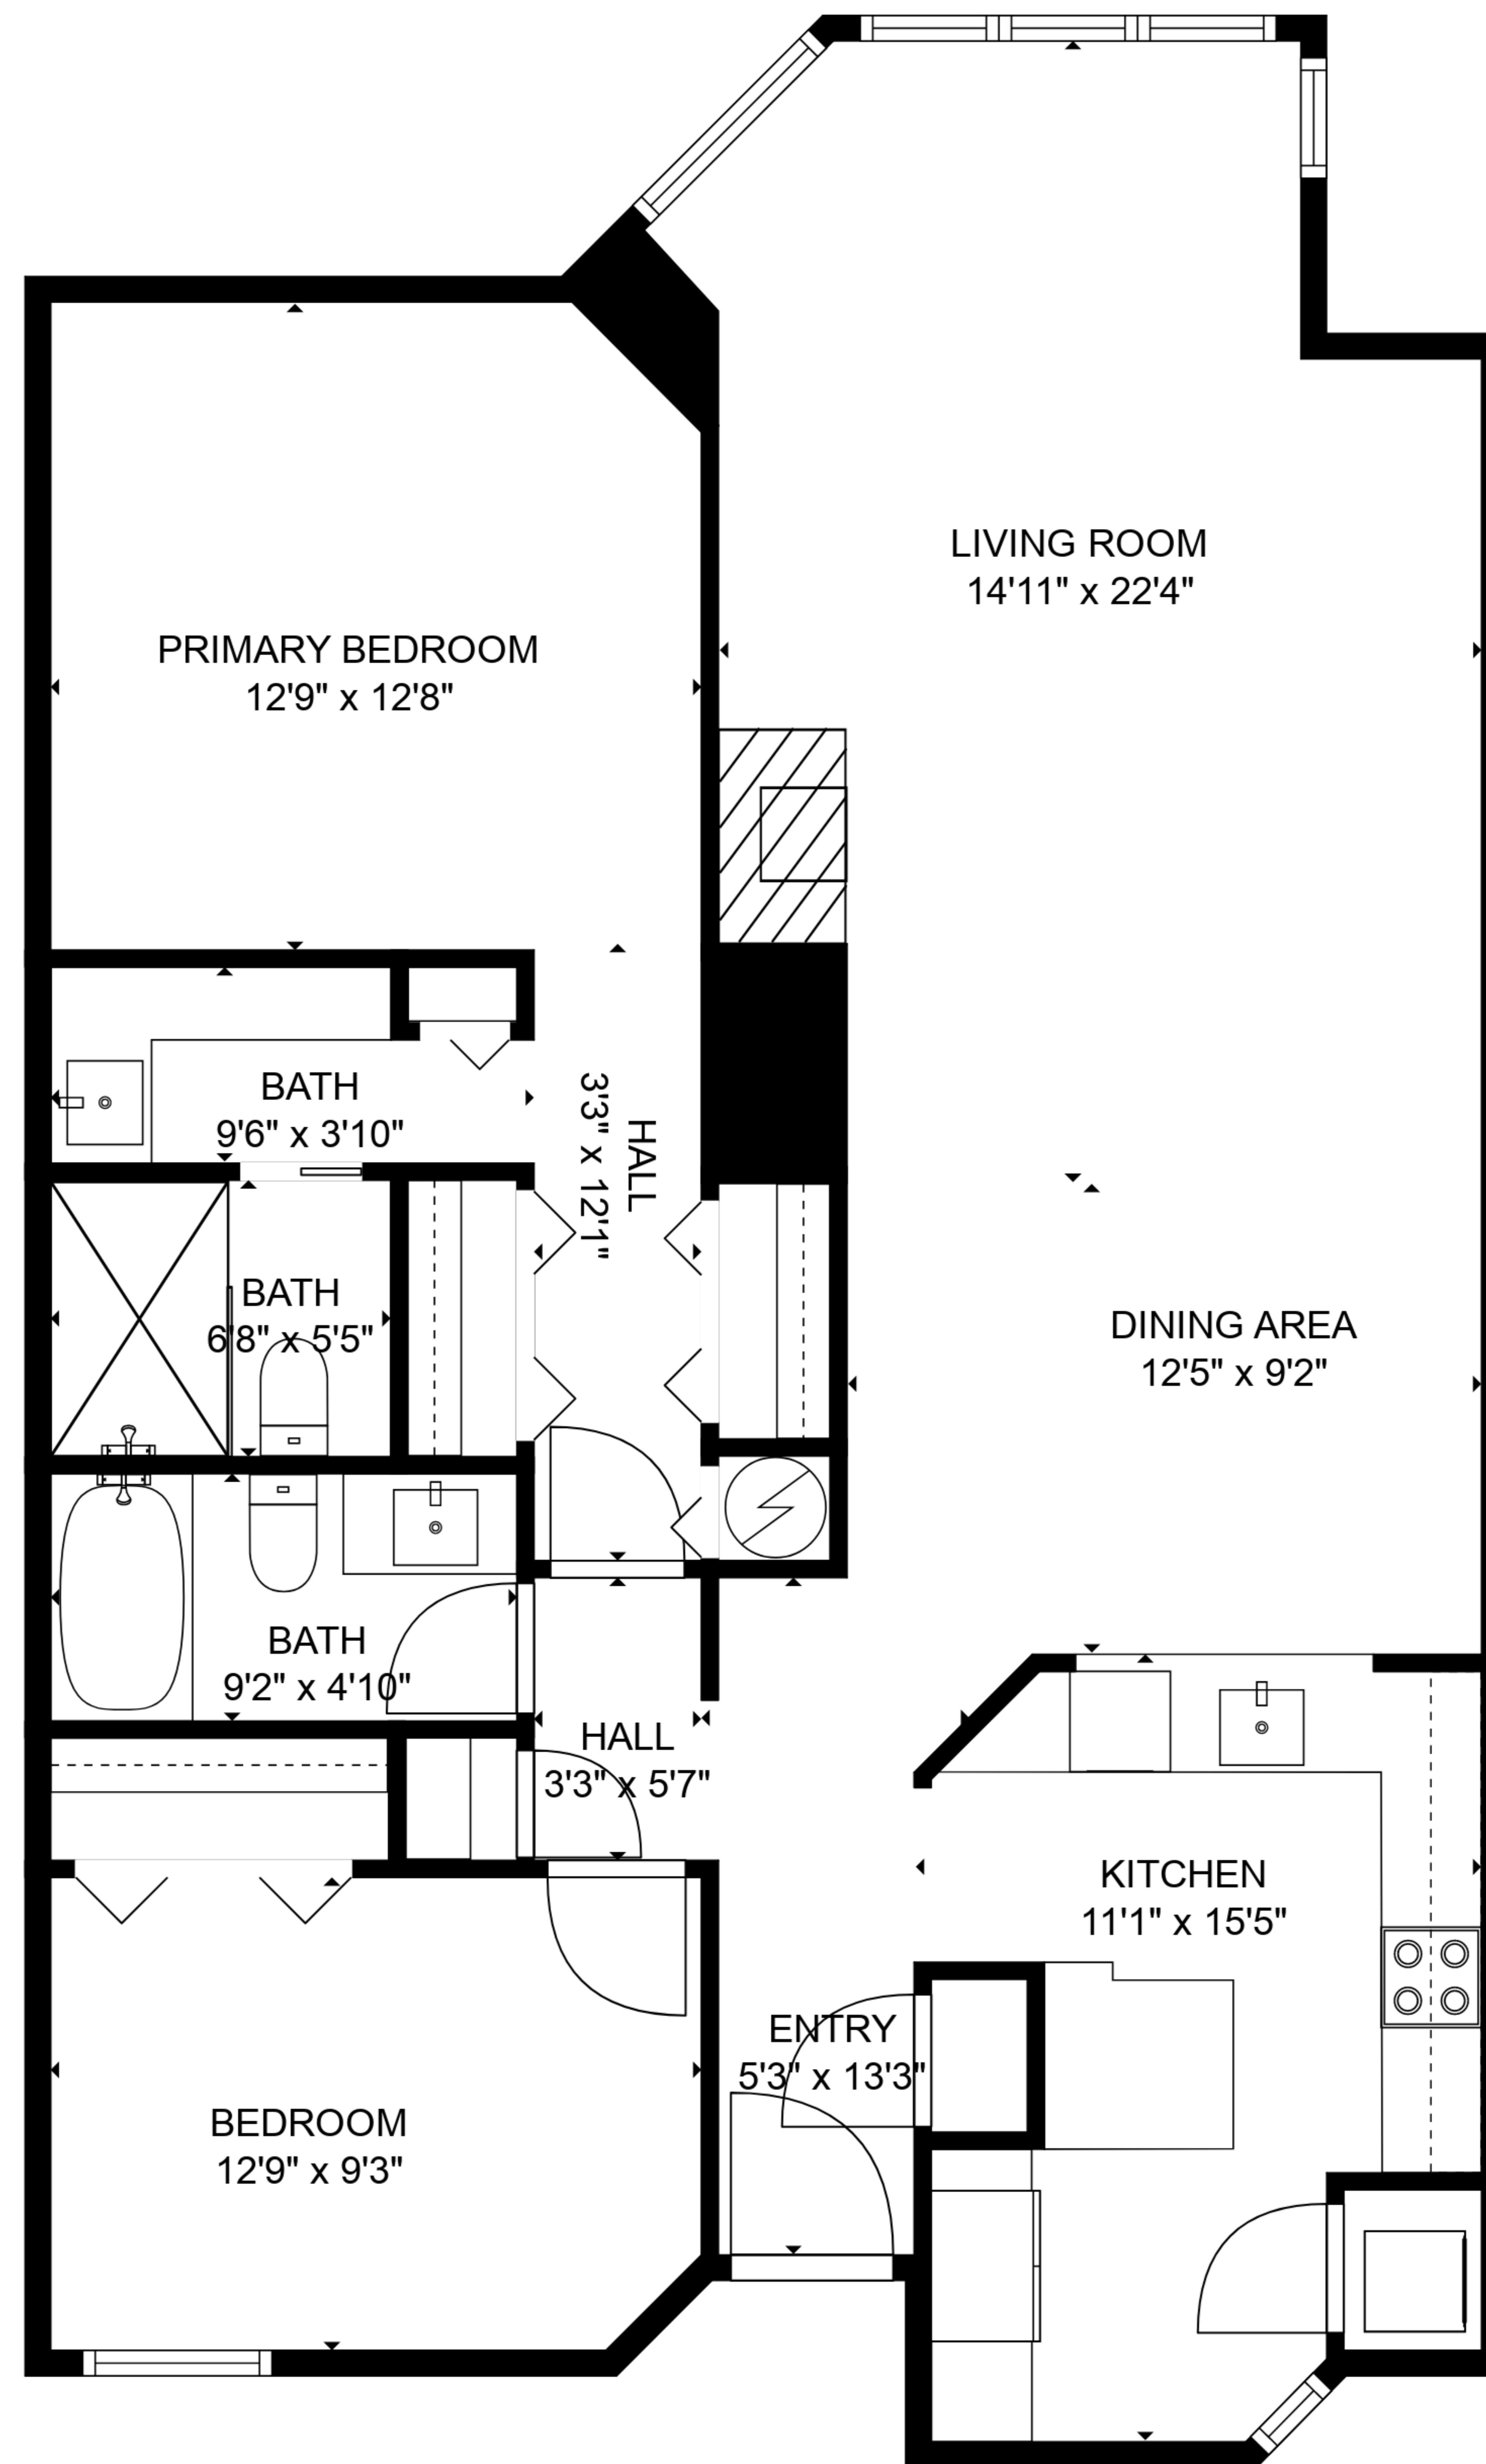 LIVING ROOM
14'11" x 22'4"
PRIMARY BEDROOM
12'9" x 12'8"
BATH
9'6" x 3'10"
HALL
3'3" x 12'1"
BATH
6'8" x 5'5"
DINING AREA
12'5" x 9'2"
BATH
9'2" x 4'10"
HALL
3'3" x 5'7"
KITCHEN
11'1" x 15'5"
ENTRY
5'3" x 13'3"
BEDROOM
12'9" x 9'3"